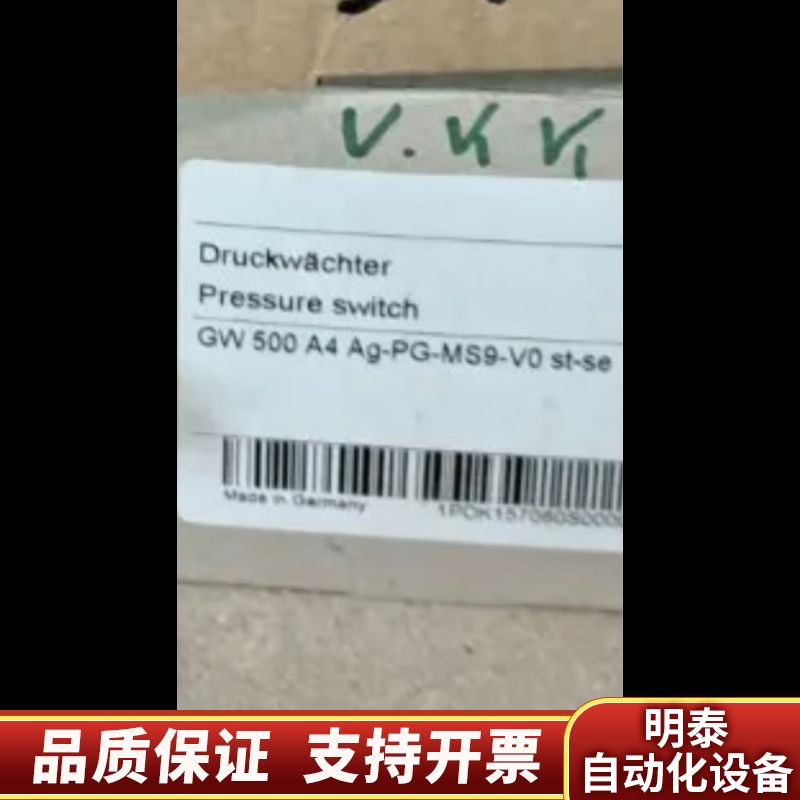 V.K V1
Druckwächter
Pressure switch
GW 500 A4 Ag-PG-MS9-V0 st-se
Made in Germany
品质保证 支持开票
明泰
自动化设备